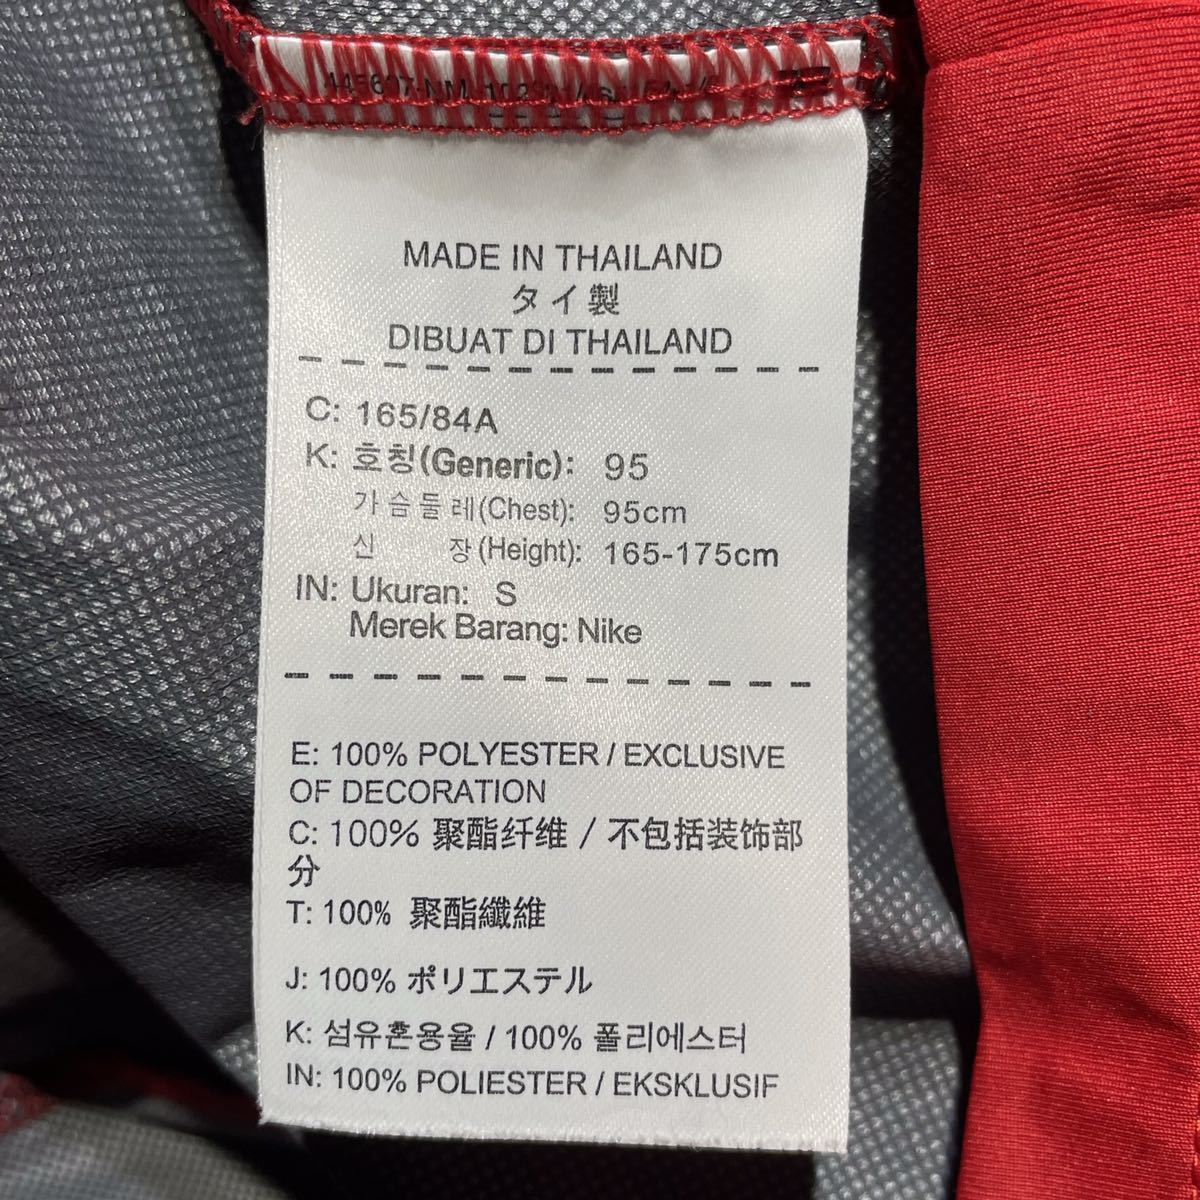 MADE IN THAILAND
タイ製
DIBUAT DI THAILAND
C: 165/84A
K: 호칭(Generic): 95
가슴둘레(Chest): 95cm
신 장(Height): 165-175cm
IN: Ukuran: S
Merek Barang: Nike
E: 100% POLYESTER / EXCLUSIVE
OF DECORATION
C: 100% 聚酯纤维 / 不包括装饰部
分
T: 100% 聚酯纖維
J: 100% ポリエステル
K: 섬유혼용율 / 100% 폴리에스터
IN: 100% POLIESTER / EKSKLUSIF